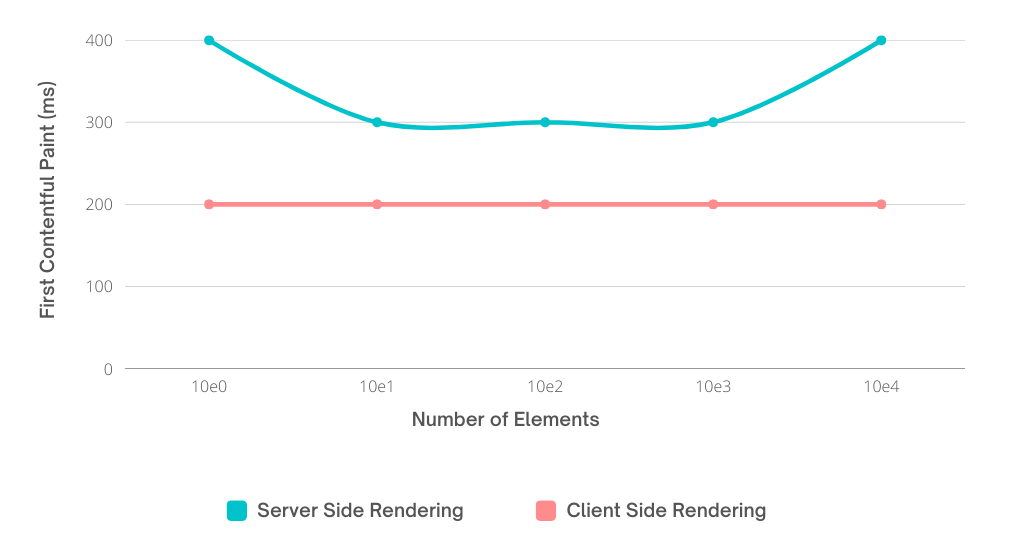 First Contentful Paint (ms)
400
300
200
100
0
10e0 10e1 10e2 10e3 10e4
Number of Elements
Server Side Rendering Client Side Rendering